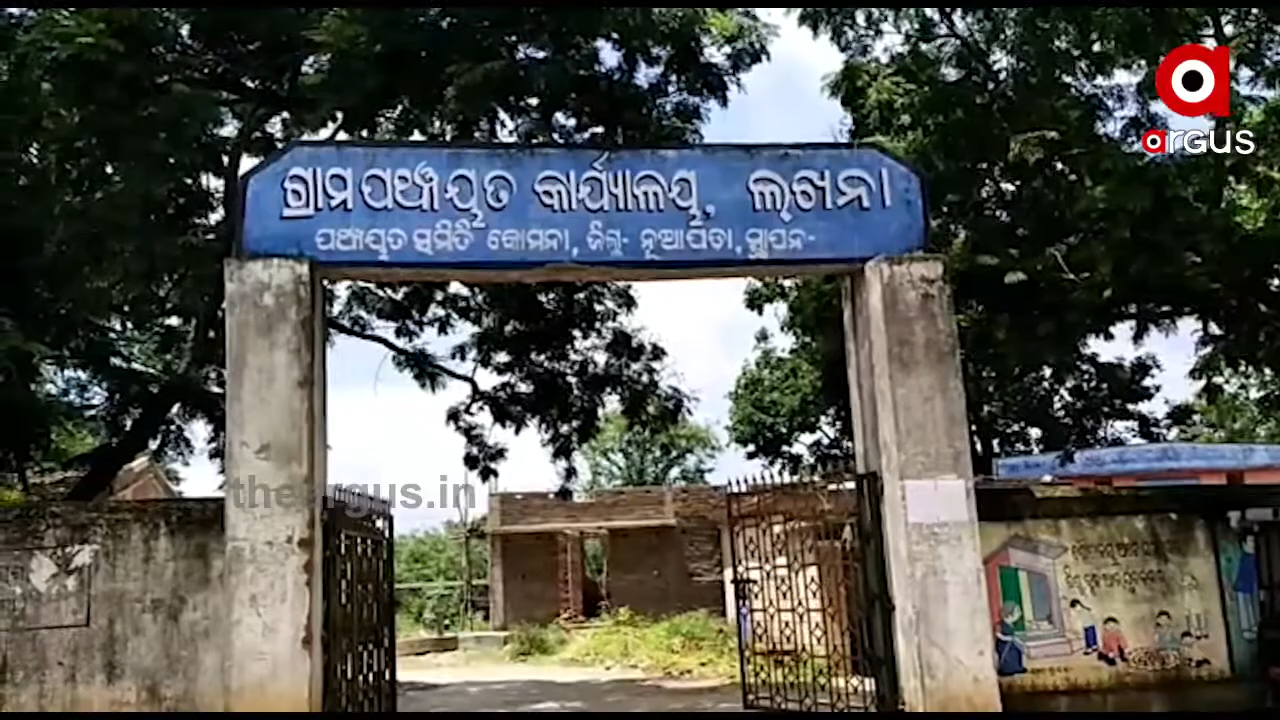 argus
ଗ୍ରାମ ପଞ୍ଚାୟତ କାର୍ଯ୍ୟାଳୟ, ଲଖନା
ପଞ୍ଚାୟତ ସମିତି କୋମନା, ଜିଲ୍ଲା- ନୂଆପଡା, ସ୍ଥାପନ-
theargus.in